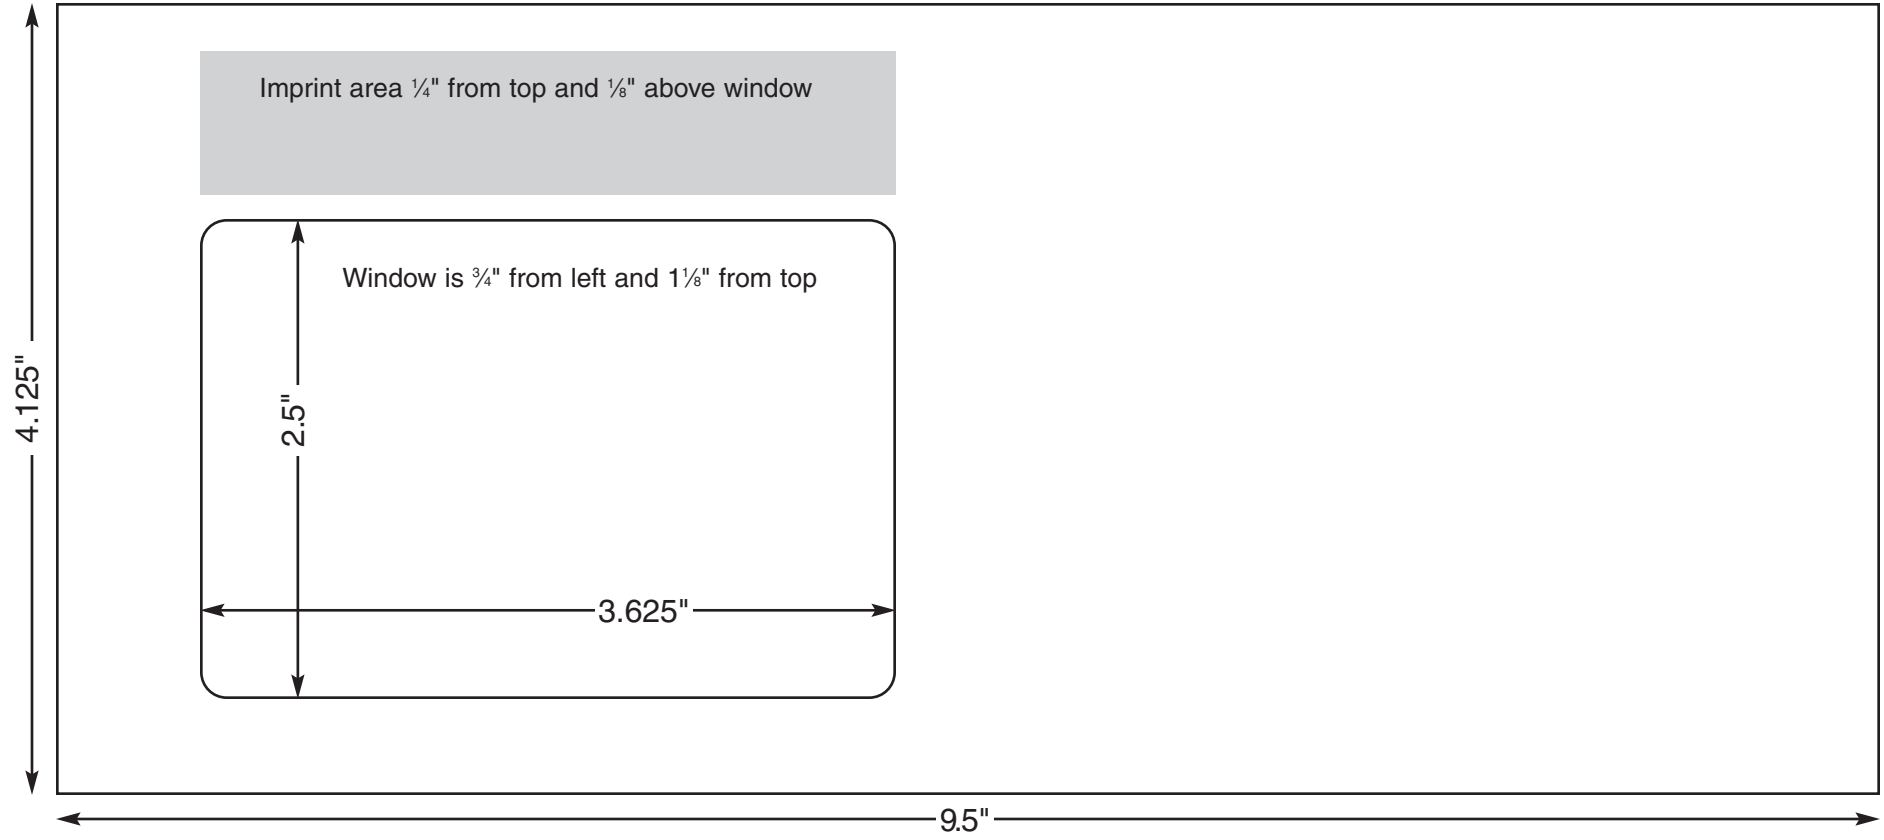 Imprint area ¼" from top and ⅛" above window
Window is ¾" from left and 1⅛" from top
4.125"
2.5"
3.625"
9.5"